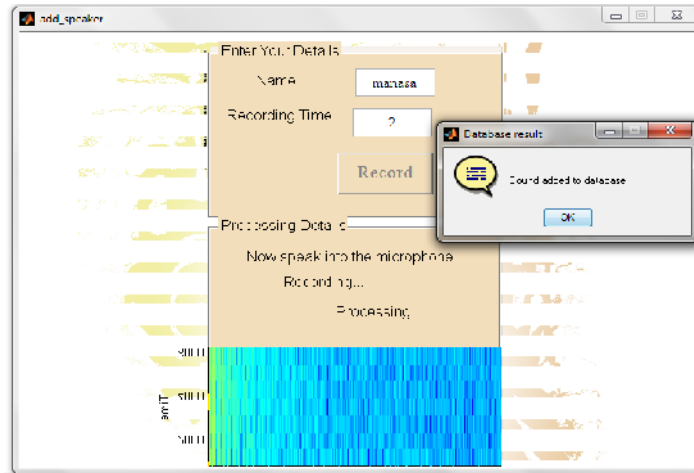 add_speaker
Enter Your Details
Name
manasa
Recording Time
2
Record
Database result
Sound added to database
OK
Processing Details
Now speak into the microphone
Recording...
Processing
Time